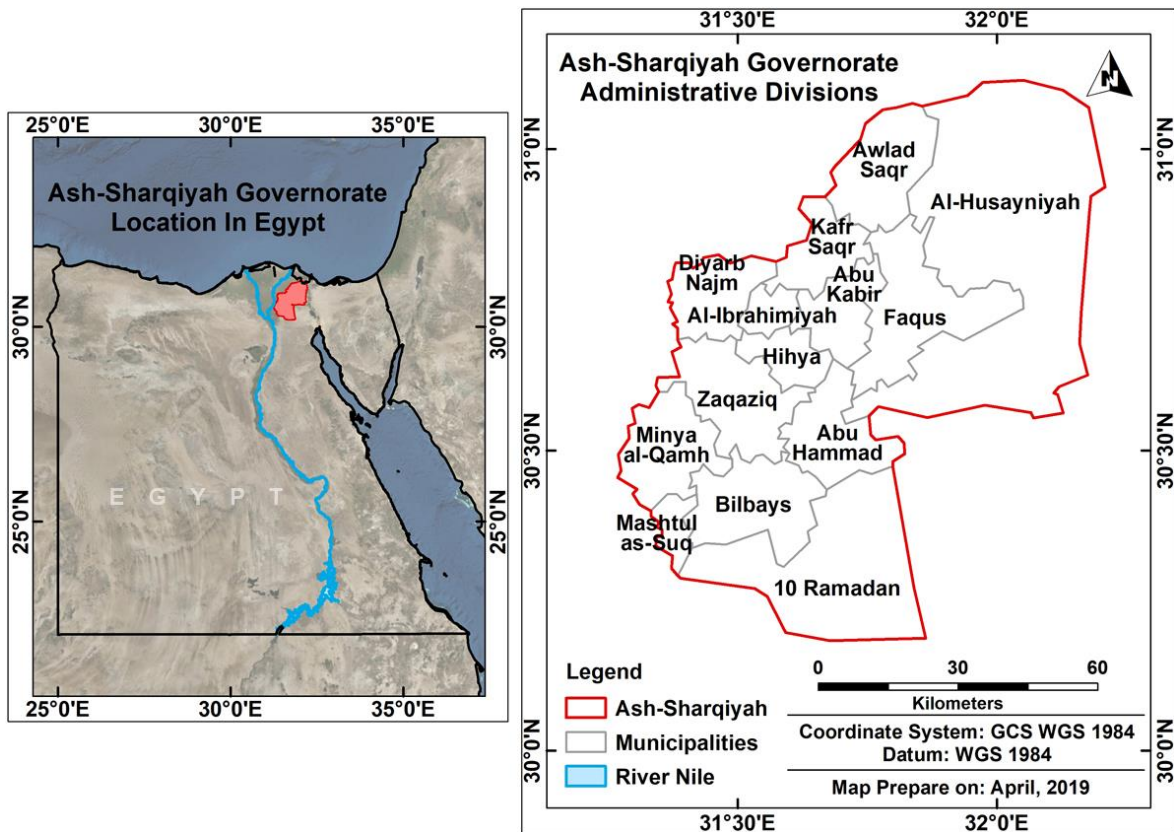 25°0'E 30°0'E 35°0'E
Ash-Sharqiyah Governorate
Location In Egypt
30°0'N
30°0'N
EGYPT
25°0'N
25°0'N
25°0'E 30°0'E 35°0'E
31°30'E 32°0'E
Ash-Sharqiyah Governorate
Administrative Divisions
N
31°0'N
31°0'N
Awlad
Saqr
Al-Husayniyah
Kafr
Saqr
Diyarb
Najm
Abu
Kabir
Al-Ibrahimiyah
Faqus
Hihya
Zaqaziq
Minya
al-Qamh
Abu
Hammad
30°30'N
30°30'N
Bilbays
Mashtul
as-Suq
10 Ramadan
Legend
Ash-Sharqiyah
Municipalities
River Nile
0 30 60
Kilometers
Coordinate System: GCS WGS 1984
Datum: WGS 1984
Map Prepare on: April, 2019
30°0'N
30°0'N
31°30'E 32°0'E